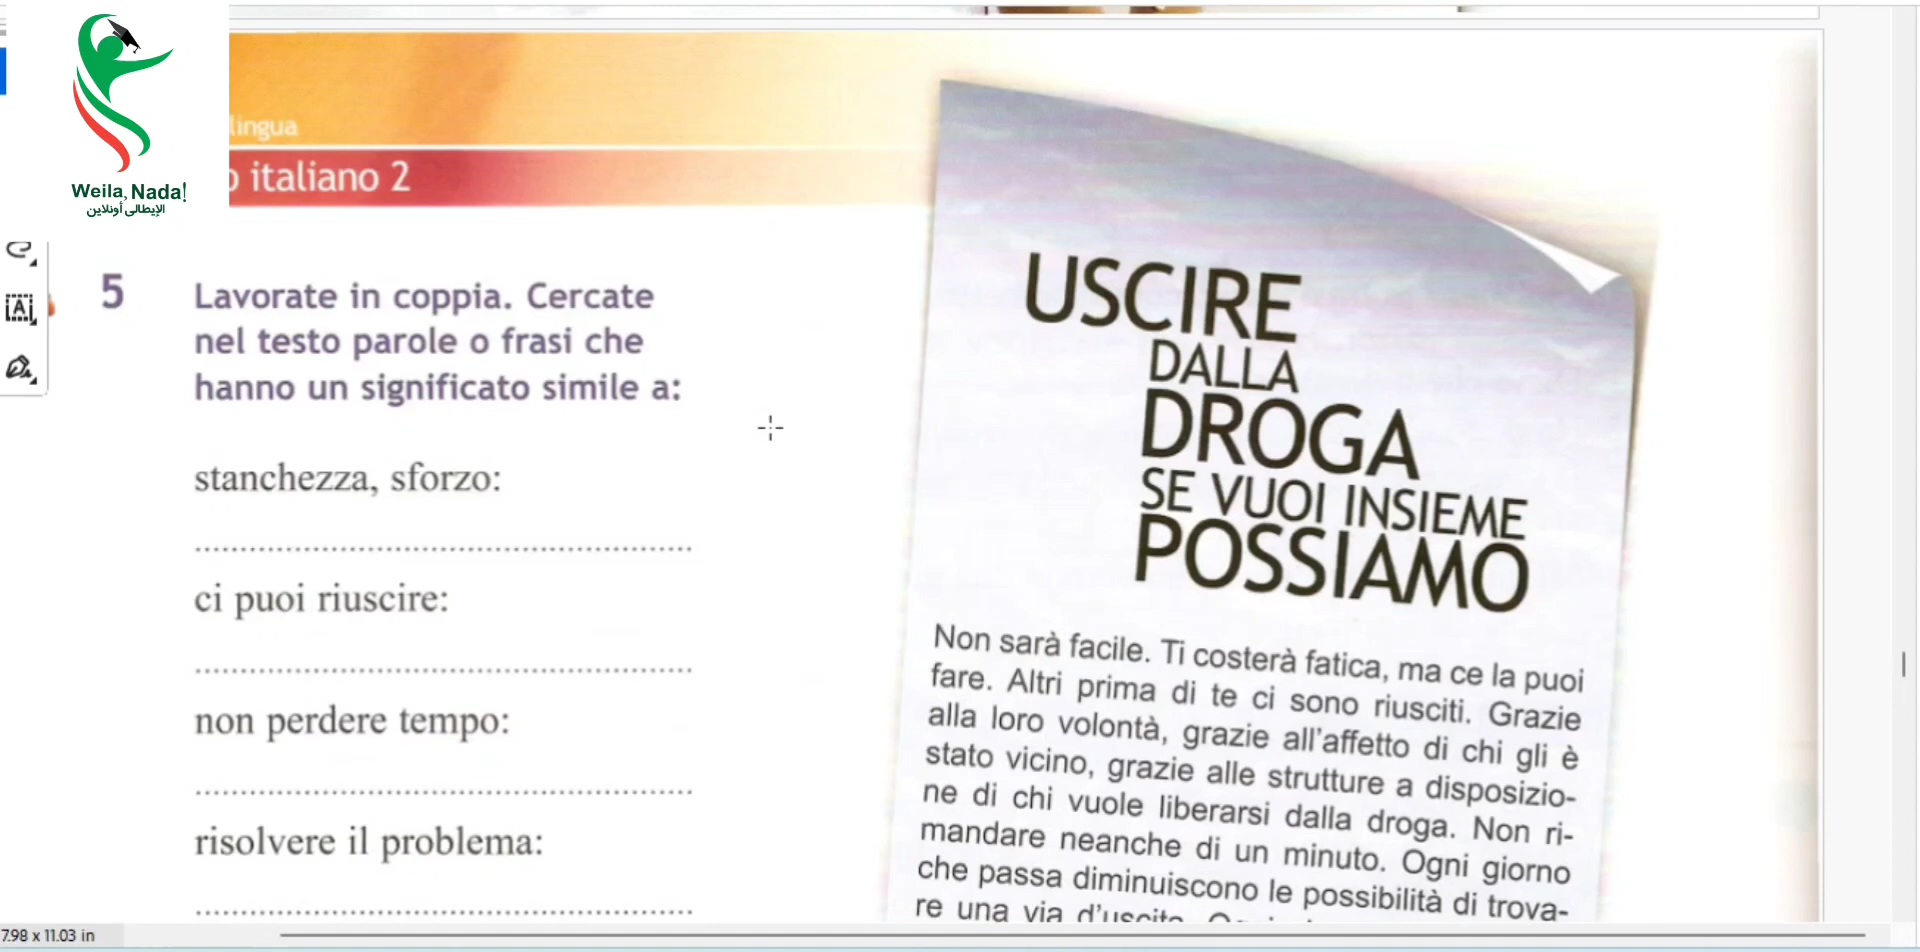 lingua
o italiano 2
Weila, Nada!
الإيطالى أونلاين
5
Lavorate in coppia. Cercate
nel testo parole o frasi che
hanno un significato simile a:
stanchezza, sforzo:
ci puoi riuscire:
non perdere tempo:
risolvere il problema:
USCIRE
DALLA
DROGA
SE VUOI INSIEME
POSSIAMO
Non sarà facile. Ti costerà fatica, ma ce la puoi
fare. Altri prima di te ci sono riusciti. Grazie
alla loro volontà, grazie all'affetto di chi gli è
stato vicino, grazie alle strutture a disposizio-
ne di chi vuole liberarsi dalla droga. Non ri-
mandare neanche di un minuto. Ogni giorno
che passa diminuiscono le possibilità di trova-
re una via d'uscita.
7.98 x 11.03 in